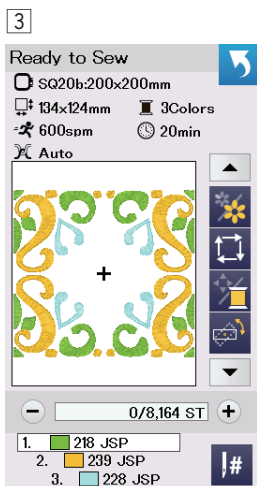 3
Ready to Sew
SQ20b:200x200mm
134x124mm 3Colors
600spm 20min
Auto
0/8,164 ST
1. 218 JSP
2. 239 JSP
3. 228 JSP
#